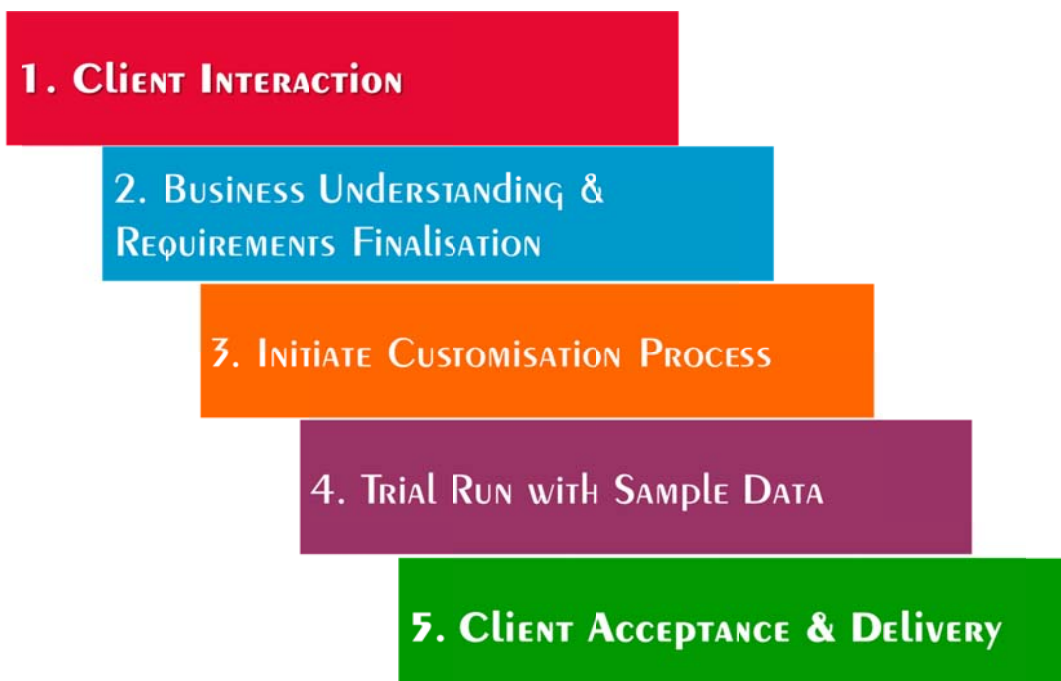 1. Client Interaction
2. Business Understanding &
Requirements Finalisation
3. Initiate Customisation Process
4. Trial Run with Sample Data
5. Client Acceptance & Delivery